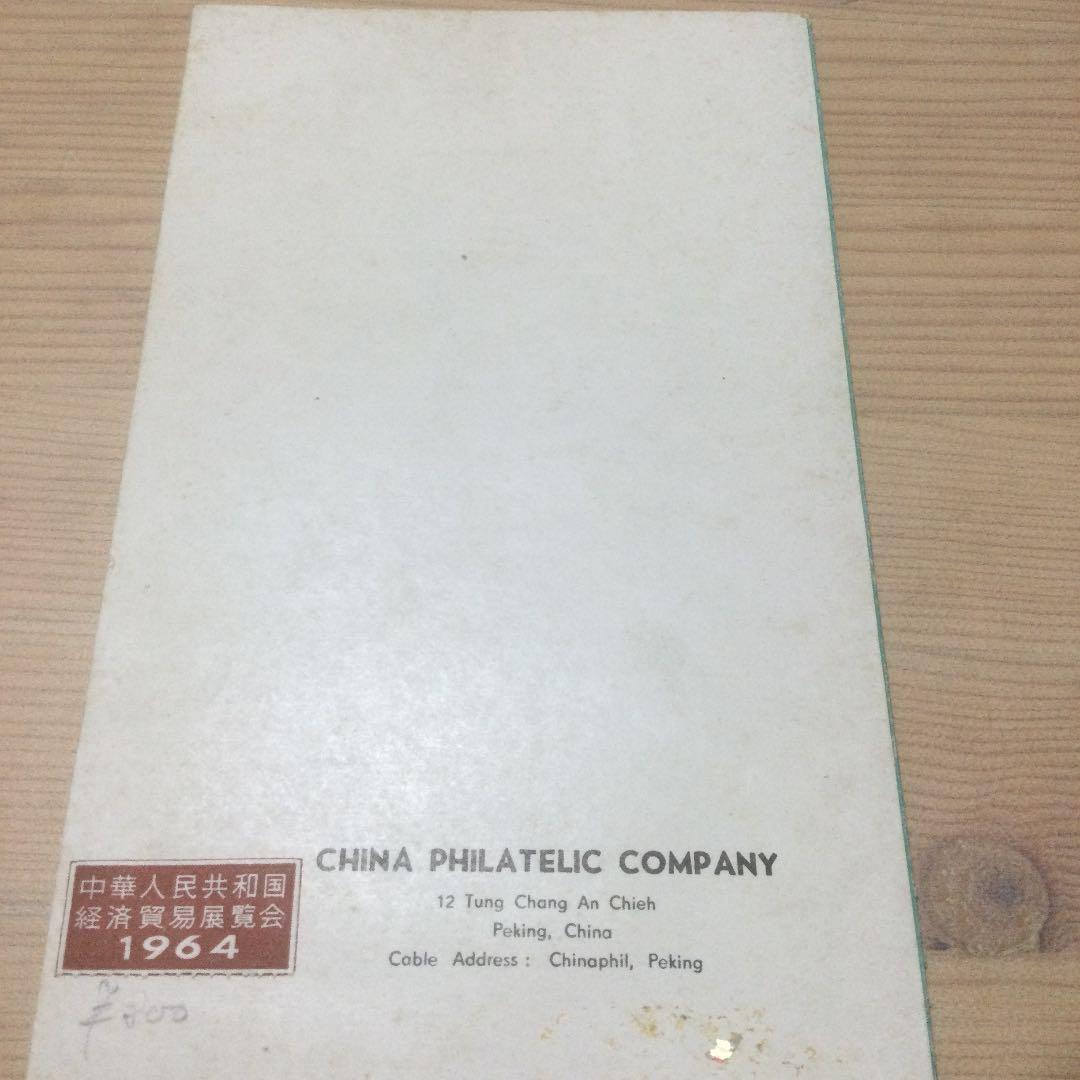 中華人民共和国
経済貿易展覧会
1964
CHINA PHILATELIC COMPANY
12 Tung Chang An Chieh
Peking, China
Cable Address : Chinaphil, Peking